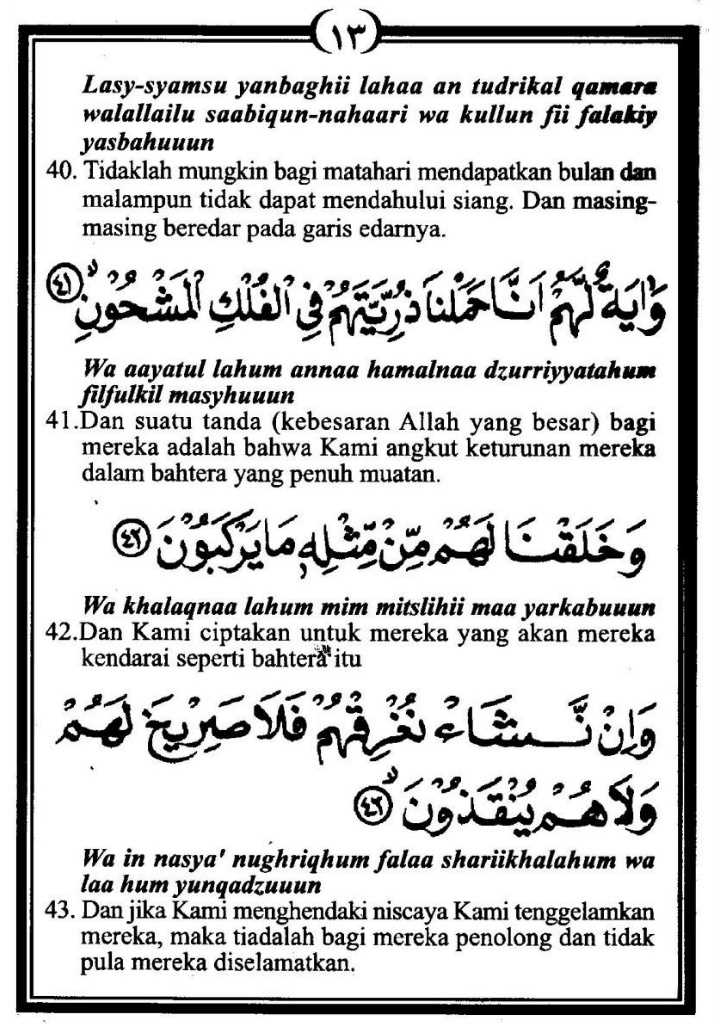 (١٣)
Lasy-syamsu yanbaghii lahaa an tudrikal qamara
walallailu saabiqun-nahaari wa kullun fii falakiy
yasbahuuun
40. Tidaklah mungkin bagi matahari mendapatkan bulan dan
malampun tidak dapat mendahului siang. Dan masing-
masing beredar pada garis edarnya.
وَاٰيَةٌ لَّهُمْ اَنَّا حَمَلْنَا ذُرِّيَّتَهُمْ فِى الْفُلْكِ الْمَشْحُوْنِۙ ﴿٤١﴾
Wa aayatul lahum annaa hamalnaa dzurriyyatahum
filfulkil masyhuuun
41.Dan suatu tanda (kebesaran Allah yang besar) bagi
mereka adalah bahwa Kami angkut keturunan mereka
dalam bahtera yang penuh muatan.
وَخَلَقْنَا لَهُمْ مِّنْ مِّثْلِهٖ مَا يَرْكَبُوْنَ ﴿٤٢﴾
Wa khalaqnaa lahum mim mitslihii maa yarkabuuun
42.Dan Kami ciptakan untuk mereka yang akan mereka
kendarai seperti bahtera itu
وَاِنْ نَّشَاءْ نُغْرِقْهُمْ فَلَا صَرِيْخَ لَهُمْ
وَلَا هُمْ يُنْقَذُوْنَۙ ﴿٤٣﴾
Wa in nasya' nughriqhum falaa shariikhalahum wa
laa hum yunqadzuuun
43. Dan jika Kami menghendaki niscaya Kami tenggelamkan
mereka, maka tiadalah bagi mereka penolong dan tidak
pula mereka diselamatkan.